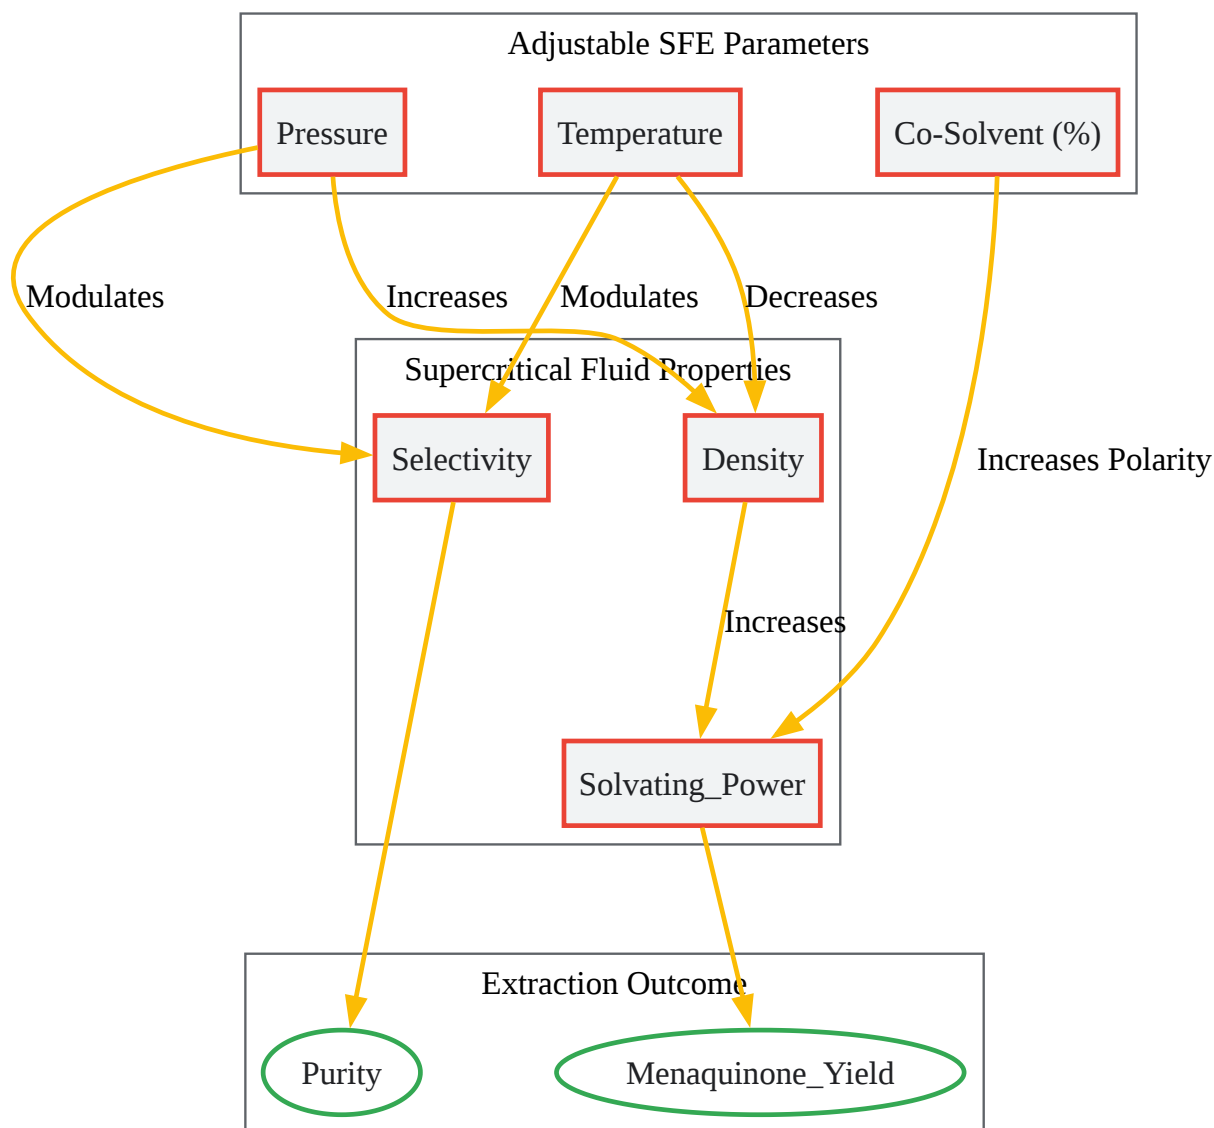 Adjustable SFE Parameters
Pressure
Temperature
Co-Solvent (%)
Modulates
Increases
Modulates
Decreases
Supercritical Fluid Properties
Selectivity
Density
Increases Polarity
Increases
Solvating_Power
Extraction Outcome
Purity
Menaquinone_Yield